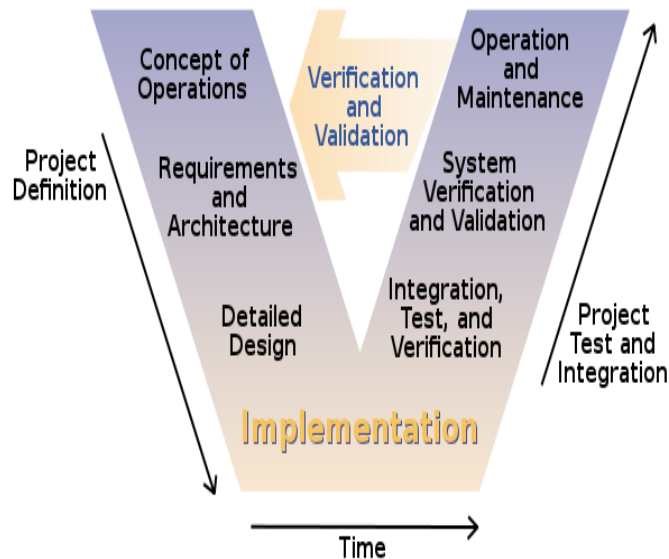 Concept of
Operations
Verification
and
Validation
Operation
and
Maintenance
Project
Definition
Requirements
and
Architecture
System
Verification
and Validation
Detailed
Design
Integration,
Test, and
Verification
Project
Test and
Integration
Implementation
Time